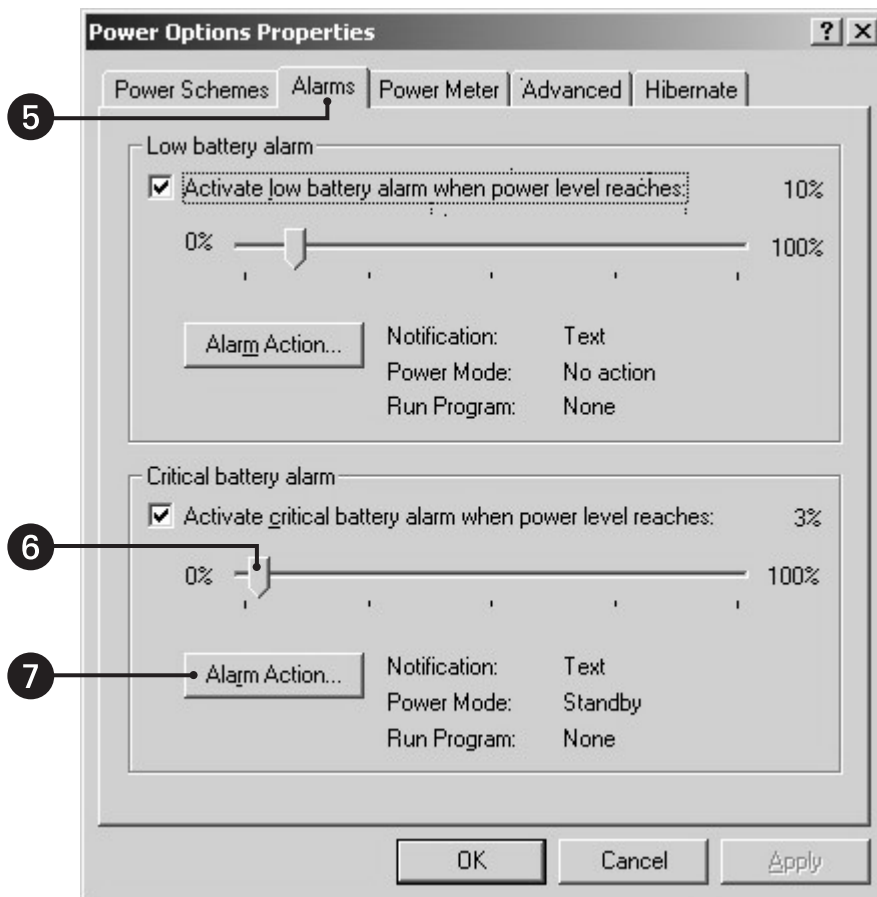 Power Options Properties
? X
Power Schemes Alarms Power Meter Advanced Hibernate
5
Low battery alarm
Activate low battery alarm when power level reaches: 10%
0% 100%
Alarm Action... Notification: Text
Power Mode: No action
Run Program: None
Critical battery alarm
Activate critical battery alarm when power level reaches: 3%
6
0% 100%
7
Alarm Action... Notification: Text
Power Mode: Standby
Run Program: None
OK Cancel Apply